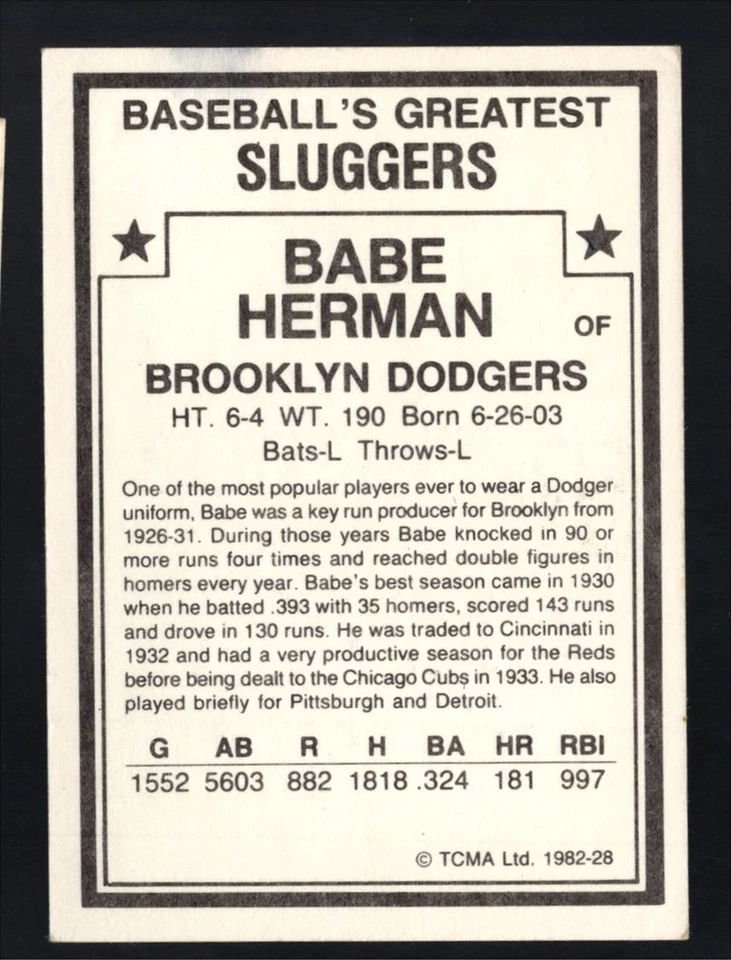 BASEBALL'S GREATEST
SLUGGERS
BABE
HERMAN OF
BROOKLYN DODGERS
HT. 6-4 WT. 190 Born 6-26-03
Bats-L Throws-L
One of the most popular players ever to wear a Dodger
uniform, Babe was a key run producer for Brooklyn from
1926-31. During those years Babe knocked in 90 or
more runs four times and reached double figures in
homers every year. Babe's best season came in 1930
when he batted .393 with 35 homers, scored 143 runs
and drove in 130 runs. He was traded to Cincinnati in
1932 and had a very productive season for the Reds
before being dealt to the Chicago Cubs in 1933. He also
played briefly for Pittsburgh and Detroit.
G AB R H BA HR RBI
1552 5603 882 1818 .324 181 997
© TCMA Ltd. 1982-28